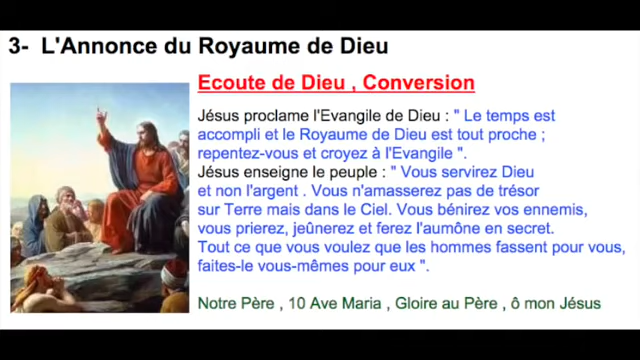 3- L'Annonce du Royaume de Dieu
Ecoute de Dieu , Conversion
Jésus proclame l'Evangile de Dieu : " Le temps est
accompli et le Royaume de Dieu est tout proche ;
repentez-vous et croyez à l'Evangile ".
Jésus enseigne le peuple : " Vous servirez Dieu
et non l'argent . Vous n'amasserez pas de trésor
sur Terre mais dans le Ciel. Vous bénirez vos ennemis,
vous prierez, jeûnerez et ferez l'aumône en secret.
Tout ce que vous voulez que les hommes fassent pour vous,
faites-le vous-mêmes pour eux ".
Notre Père , 10 Ave Maria , Gloire au Père , ô mon Jésus